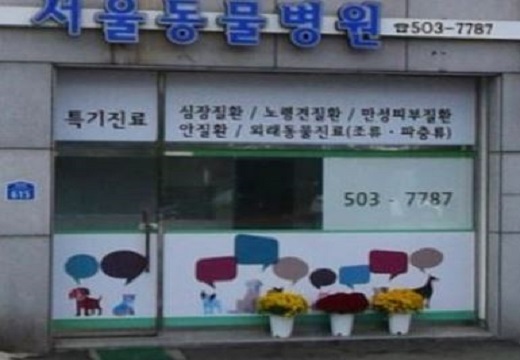 서울동물병원 ☎503-7787
특기진료
심장질환 / 노령견질환 / 만성피부질환
안질환 / 외래동물진료(조류·파충류)
503 - 7787
613